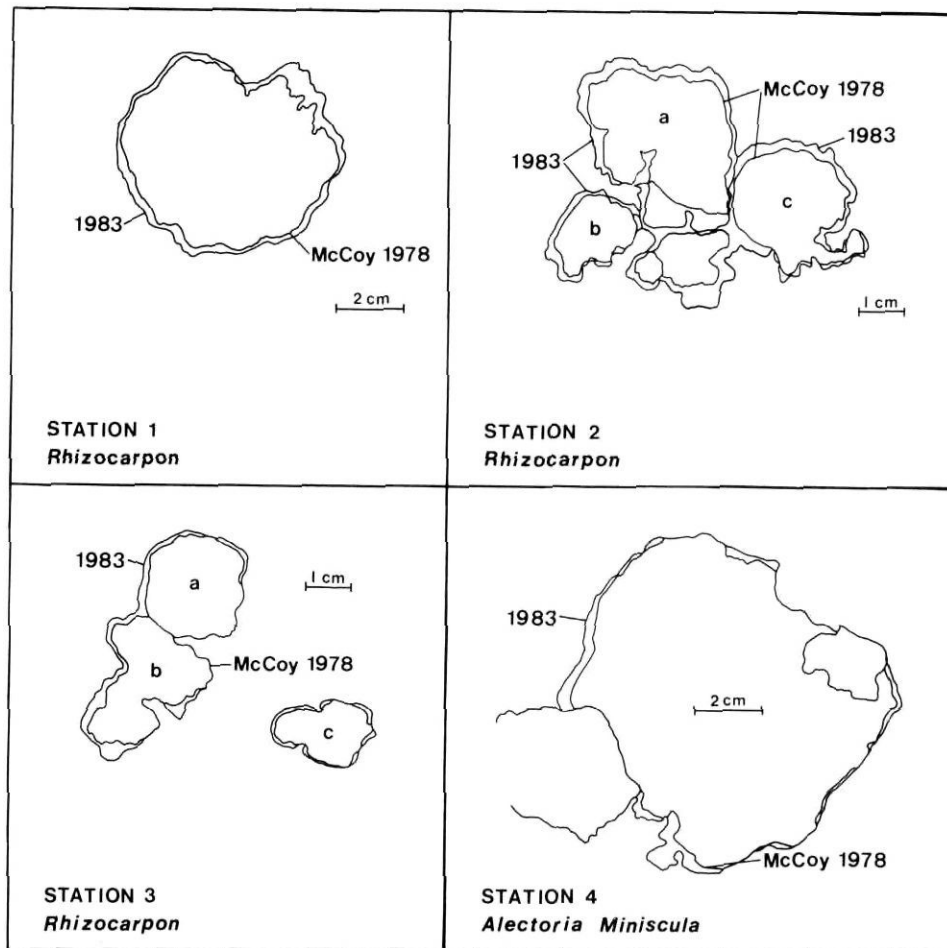 1983
McCoy 1978
2 cm
STATION 1
Rhizocarpon
a
McCoy 1978
1983
1983
b
c
1 cm
STATION 2
Rhizocarpon
1983
a
1 cm
b
McCoy 1978
c
STATION 3
Rhizocarpon
1983
2 cm
McCoy 1978
STATION 4
Alectoria Miniscula